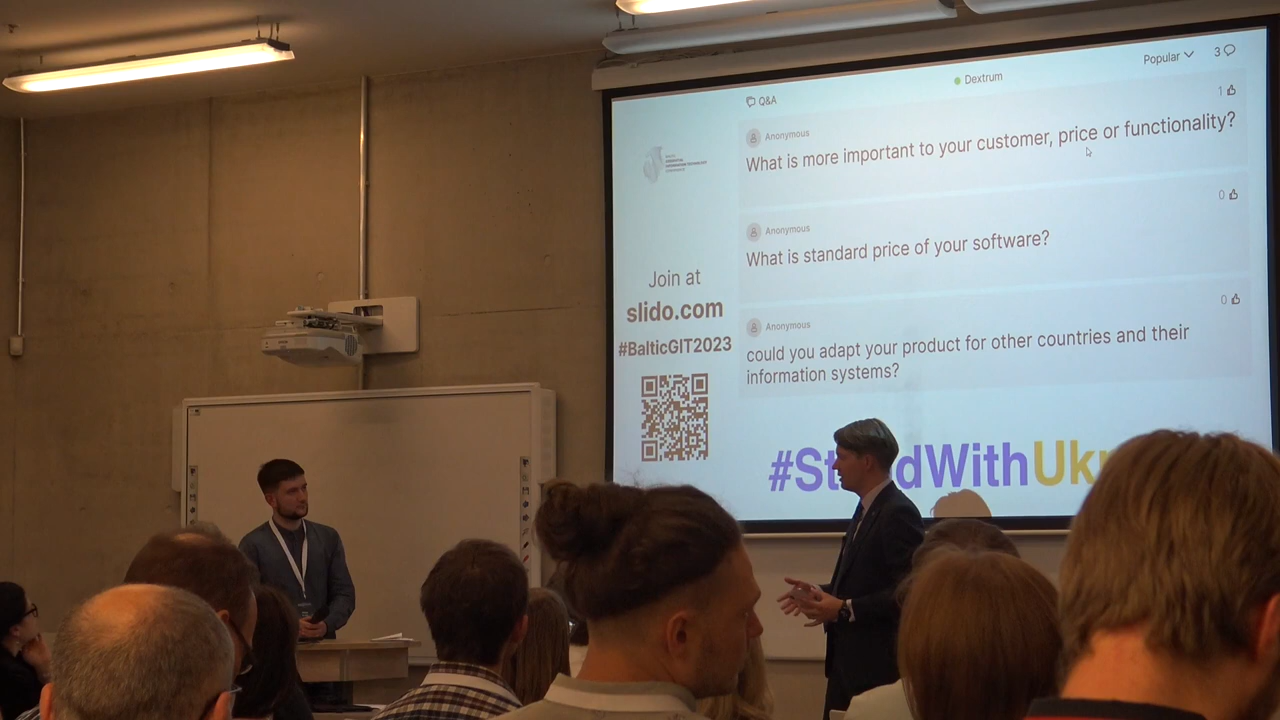 Popular
3
Dextrum
Q&A
1
Anonymous
What is more important to your customer, price or functionality?
0
Anonymous
What is standard price of your software?
0
Anonymous
could you adapt your product for other countries and their
information systems?
Join at
slido.com
#BalticGIT2023